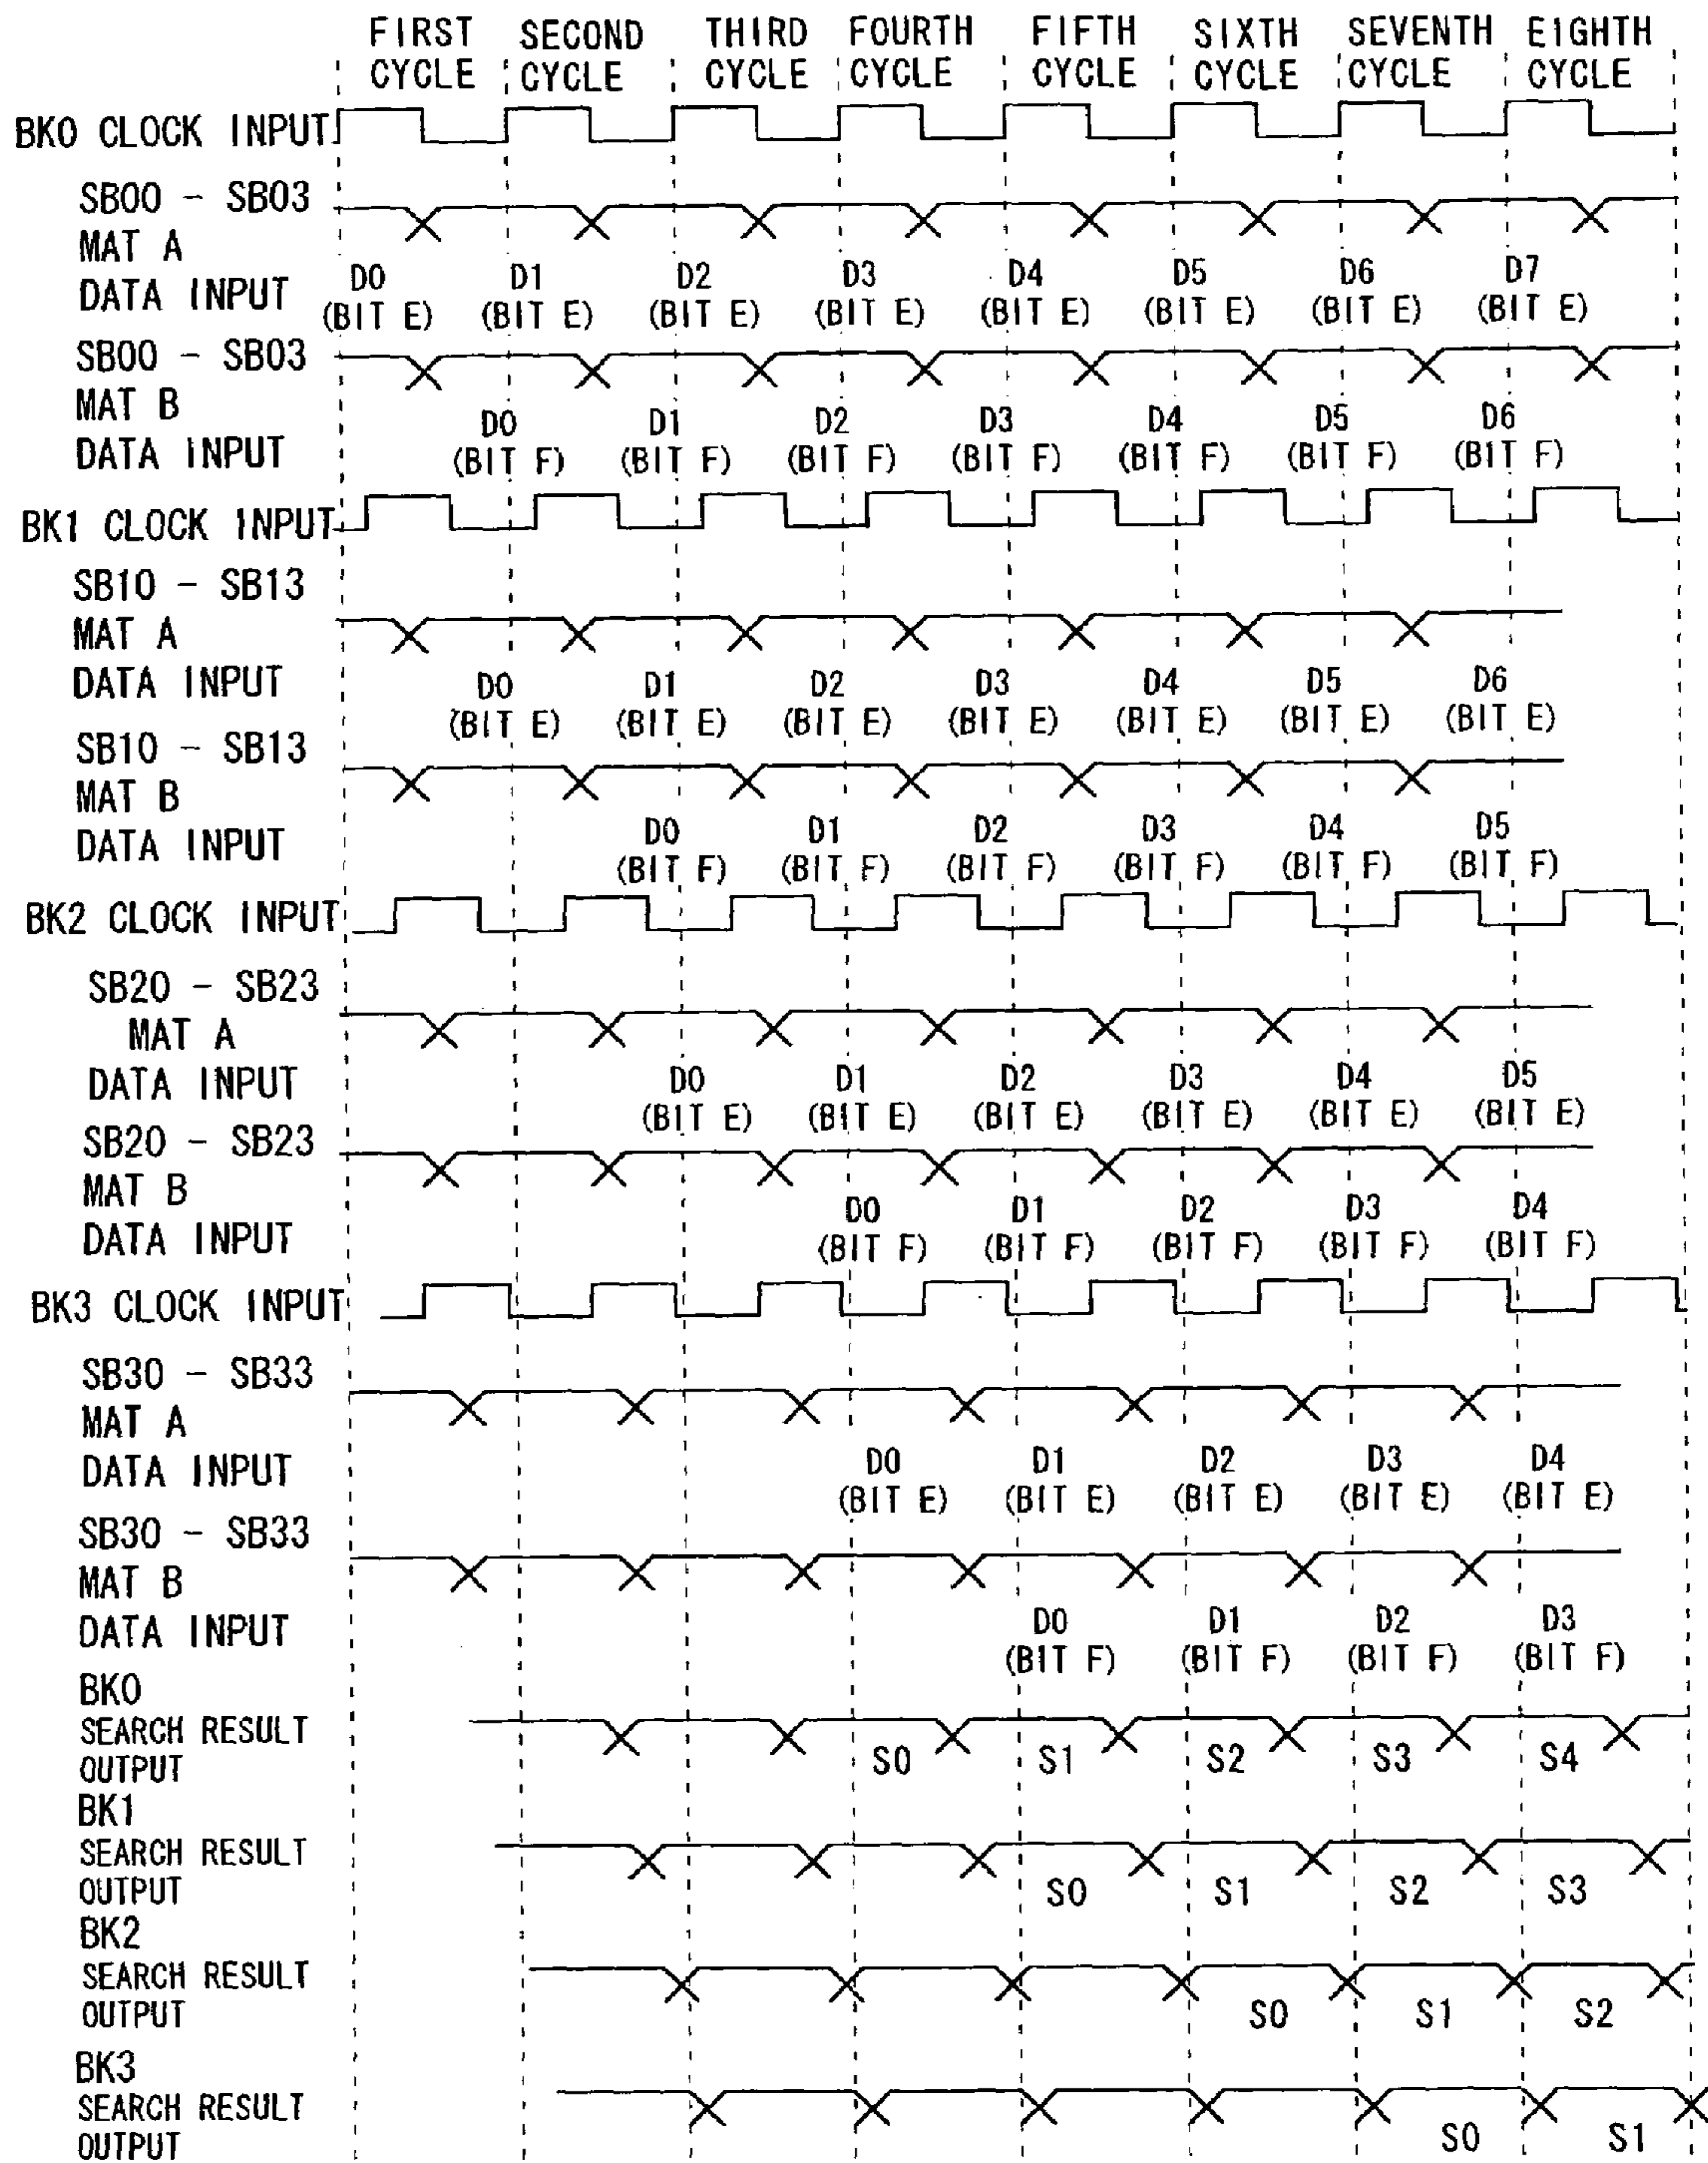 FIRST SECOND THIRD FOURTH FIFTH SIXTH SEVENTH EIGHTH
CYCLE CYCLE CYCLE CYCLE CYCLE CYCLE CYCLE CYCLE
BK0 CLOCK INPUT
SB00 - SB03
MAT A
DATA INPUT
D0 D1 D2 D3 D4 D5 D6 D7
(BIT E) (BIT E) (BIT E) (BIT E) (BIT E) (BIT E) (BIT E) (BIT E)
SB00 - SB03
MAT B
DATA INPUT
D0 D1 D2 D3 D4 D5 D6
(BIT F) (BIT F) (BIT F) (BIT F) (BIT F) (BIT F) (BIT F)
BK1 CLOCK INPUT
SB10 - SB13
MAT A
DATA INPUT
D0 D1 D2 D3 D4 D5 D6
(BIT E) (BIT E) (BIT E) (BIT E) (BIT E) (BIT E) (BIT E)
SB10 - SB13
MAT B
DATA INPUT
D0 D1 D2 D3 D4 D5
(BIT F) (BIT F) (BIT F) (BIT F) (BIT F) (BIT F)
BK2 CLOCK INPUT
SB20 - SB23
MAT A
DATA INPUT
D0 D1 D2 D3 D4 D5
(BIT E) (BIT E) (BIT E) (BIT E) (BIT E) (BIT E)
SB20 - SB23
MAT B
DATA INPUT
D0 D1 D2 D3 D4
(BIT F) (BIT F) (BIT F) (BIT F) (BIT F)
BK3 CLOCK INPUT
SB30 - SB33
MAT A
DATA INPUT
D0 D1 D2 D3 D4
(BIT E) (BIT E) (BIT E) (BIT E) (BIT E)
SB30 - SB33
MAT B
DATA INPUT
D0 D1 D2 D3
(BIT F) (BIT F) (BIT F) (BIT F)
BK0
SEARCH RESULT
OUTPUT
S0 S1 S2 S3 S4
BK1
SEARCH RESULT
OUTPUT
S0 S1 S2 S3
BK2
SEARCH RESULT
OUTPUT
S0 S1 S2
BK3
SEARCH RESULT
OUTPUT
S0 S1